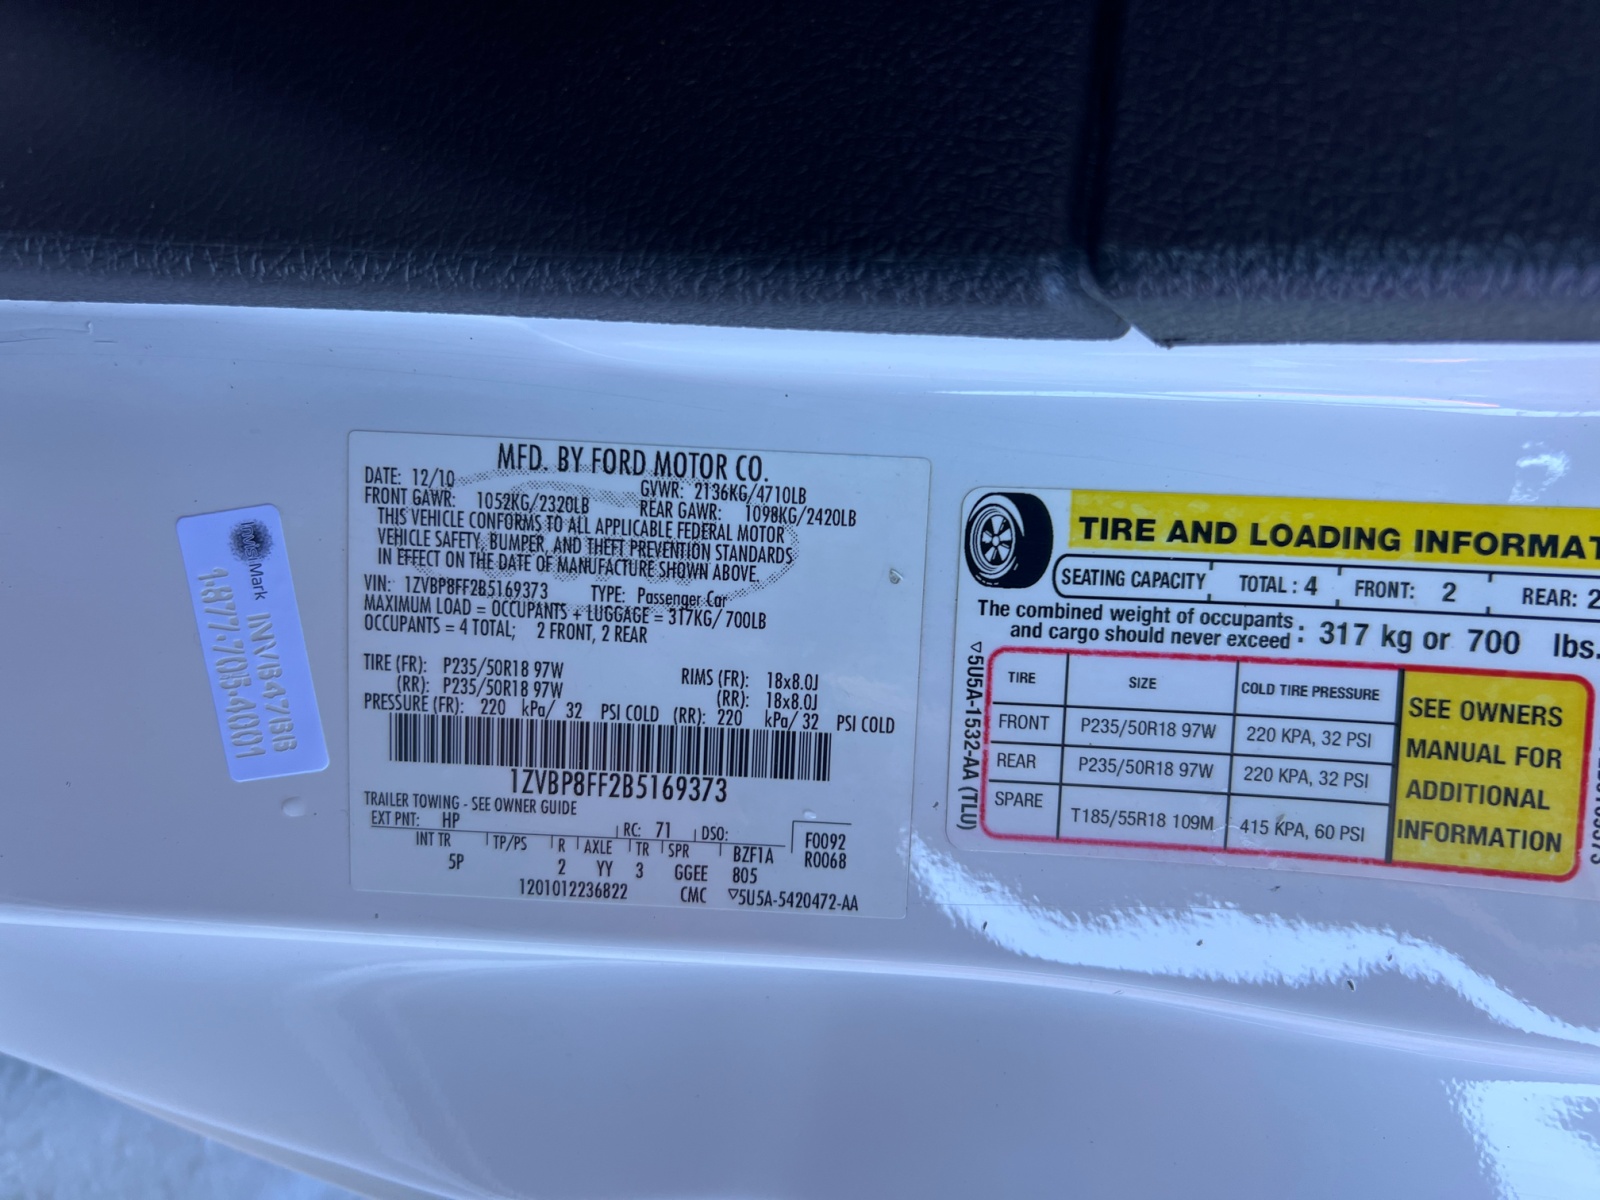 InvisiMark
INVB47BB
1.877.705.4001
MFD. BY FORD MOTOR CO.
DATE: 12/10
GVWR: 2136KG/4710LB
FRONT GAWR: 1052KG/2320LB
REAR GAWR: 1098KG/2420LB
THIS VEHICLE CONFORMS TO ALL APPLICABLE FEDERAL MOTOR
VEHICLE SAFETY, BUMPER, AND THEFT PREVENTION STANDARDS
IN EFFECT ON THE DATE OF MANUFACTURE SHOWN ABOVE.
VIN: 1ZVBP8FF2B5169373 TYPE: Passenger Car
MAXIMUM LOAD = OCCUPANTS + LUGGAGE = 317KG/ 700LB
OCCUPANTS = 4 TOTAL; 2 FRONT, 2 REAR
TIRE (FR): P235/50R18 97W RIMS (FR): 18x8.0J
(RR): P235/50R18 97W (RR): 18x8.0J
PRESSURE (FR): 220 kPa/ 32 PSI COLD (RR): 220 kPa/ 32 PSI COLD
1ZVBP8FF2B5169373
TRAILER TOWING - SEE OWNER GUIDE
EXT PNT: HP RC: 71 DSO: F0092
INT TR TP/PS R AXLE TR SPR BZF1A R0068
5P 2 YY 3 GGEE 805
1201012236822 CMC ▽5U5A-5420472-AA
TIRE AND LOADING INFORMAT
SEATING CAPACITY TOTAL : 4 FRONT: 2 REAR: 2
The combined weight of occupants
and cargo should never exceed : 317 kg or 700 lbs.
▽5U5A-1532-AA (TLU)
TIRE SIZE COLD TIRE PRESSURE
FRONT P235/50R18 97W 220 KPA, 32 PSI
REAR P235/50R18 97W 220 KPA, 32 PSI
SPARE T185/55R18 109M 415 KPA, 60 PSI
SEE OWNERS
MANUAL FOR
ADDITIONAL
INFORMATION